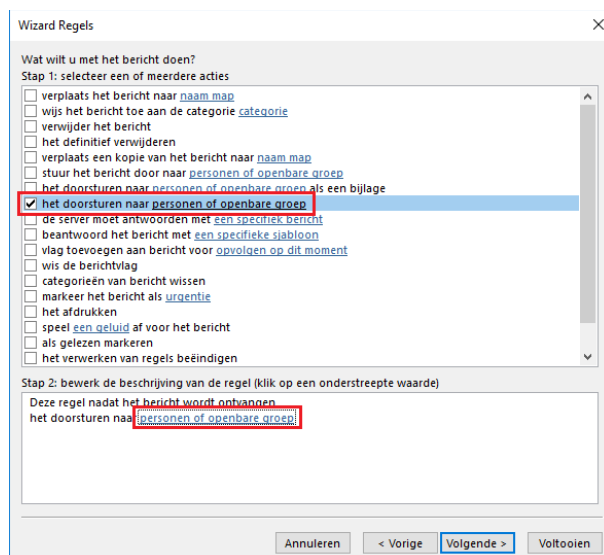 Wizard Regels
Wat wilt u met het bericht doen?
Stap 1: selecteer een of meerdere acties
verplaats het bericht naar naam map
wijs het bericht toe aan de categorie categorie
verwijder het bericht
het definitief verwijderen
verplaats een kopie van het bericht naar naam map
stuur het bericht door naar personen of openbare groep
het doorsturen naar personen of openbare groep als een bijlage
het doorsturen naar personen of openbare groep
de server moet antwoorden met een specifiek bericht
beantwoord het bericht met een specifieke sjabloon
vlag toevoegen aan bericht voor opvolgen op dit moment
wis de berichtvlag
categorieën van bericht wissen
markeer het bericht als urgentie
het afdrukken
speel een geluid af voor het bericht
als gelezen markeren
het verwerken van regels beëindigen
Stap 2: bewerk de beschrijving van de regel (klik op een onderstreepte waarde)
Deze regel nadat het bericht wordt ontvangen
het doorsturen naar personen of openbare groep
Annuleren < Vorige Volgende > Voltooien